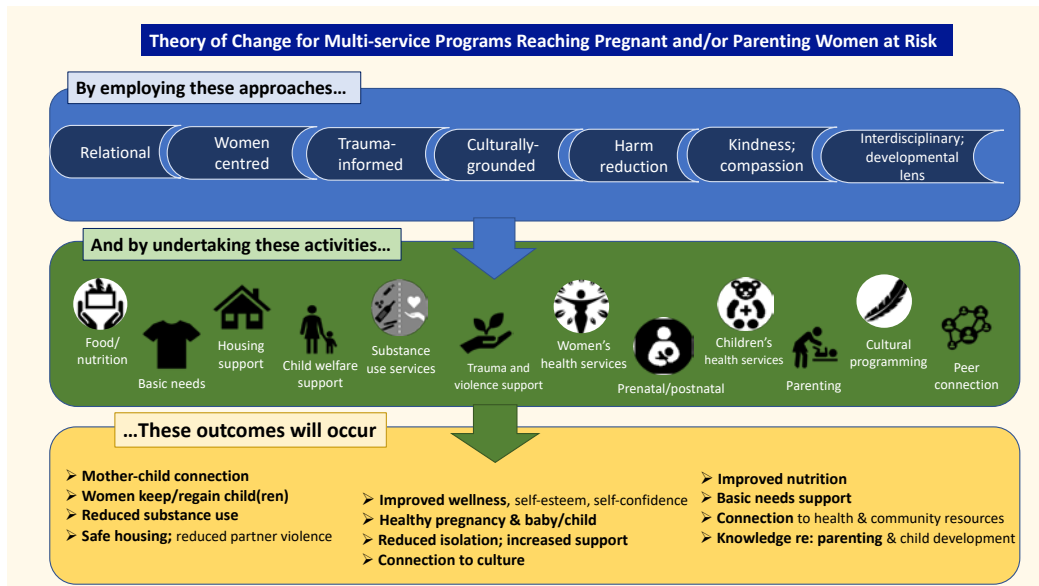 Theory of Change for Multi-service Programs Reaching Pregnant and/or Parenting Women at Risk
By employing these approaches…
Relational
Women
centred
Trauma-
informed
Culturally-
grounded
Harm
reduction
Kindness;
compassion
Interdisciplinary;
developmental
lens
And by undertaking these activities…
Food/
nutrition
Basic needs
Housing
support
Child welfare
support
Substance
use services
Trauma and
violence support
Women's
health services
Prenatal/postnatal
Children's
health services
Parenting
Cultural
programming
Peer
connection
…These outcomes will occur
➢ Mother-child connection
➢ Women keep/regain child(ren)
➢ Reduced substance use
➢ Safe housing; reduced partner violence
➢ Improved wellness, self-esteem, self-confidence
➢ Healthy pregnancy & baby/child
➢ Reduced isolation; increased support
➢ Connection to culture
➢ Improved nutrition
➢ Basic needs support
➢ Connection to health & community resources
➢ Knowledge re: parenting & child development